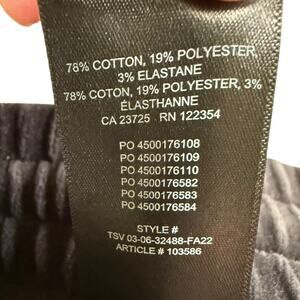 78% COTTON, 19% POLYESTER,
3% ELASTANE
78% COTON, 19% POLYESTER, 3%
ÉLASTHANNE
CA 23725 RN 122354
PO 4500176108
PO 4500176109
PO 4500176110
PO 4500176582
PO 4500176583
PO 4500176584
STYLE #
TSV 03-06-32488-FA22
ARTICLE # 103586